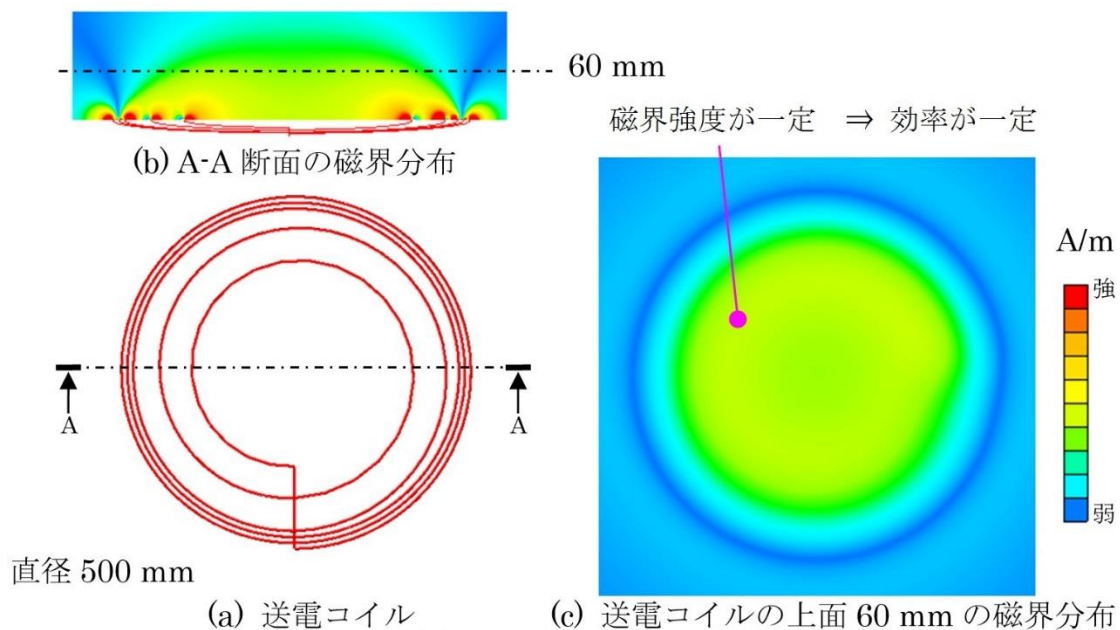 60 mm
(b) A-A 断面の磁界分布
磁界強度が一定 ⇒ 効率が一定
A/m
強
弱
A
A
直径 500 mm
(a) 送電コイル
(c) 送電コイルの上面 60 mm の磁界分布